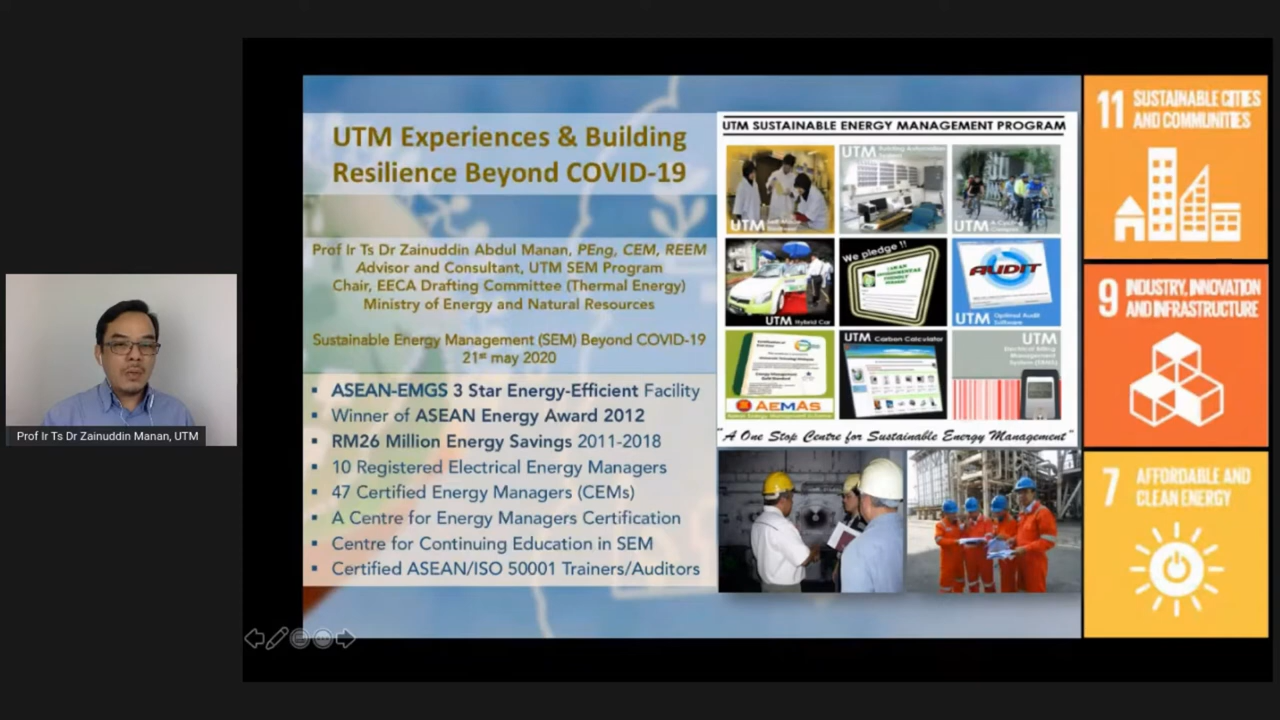 UTM Experiences & Building
Resilience Beyond COVID-19
Prof Ir Ts Dr Zainuddin Abdul Manan, PEng, CEM, REEM
Advisor and Consultant, UTM SEM Program
Chair, EECA Drafting Committee (Thermal Energy)
Ministry of Energy and Natural Resources
Sustainable Energy Management (SEM) Beyond COVID-19
21st may 2020
▪ ASEAN-EMGS 3 Star Energy-Efficient Facility
▪ Winner of ASEAN Energy Award 2012
▪ RM26 Million Energy Savings 2011-2018
▪ 10 Registered Electrical Energy Managers
▪ 47 Certified Energy Managers (CEMs)
▪ A Centre for Energy Managers Certification
▪ Centre for Continuing Education in SEM
▪ Certified ASEAN/ISO 50001 Trainers/Auditors
UTM SUSTAINABLE ENERGY MANAGEMENT PROGRAM
UTM
UTM Building Automation
System
UTM
UTM Hybrid Car
We pledge !!
AUDIT
UTM Optimal Audit
Software
AEMAS
UTM Carbon Calculator
UTM
Electrical Billing
Management
System
"A One Stop Centre for Sustainable Energy Management"
11 SUSTAINABLE CITIES
AND COMMUNITIES
9 INDUSTRY, INNOVATION
AND INFRASTRUCTURE
7 AFFORDABLE AND
CLEAN ENERGY
Prof Ir Ts Dr Zainuddin Manan, UTM